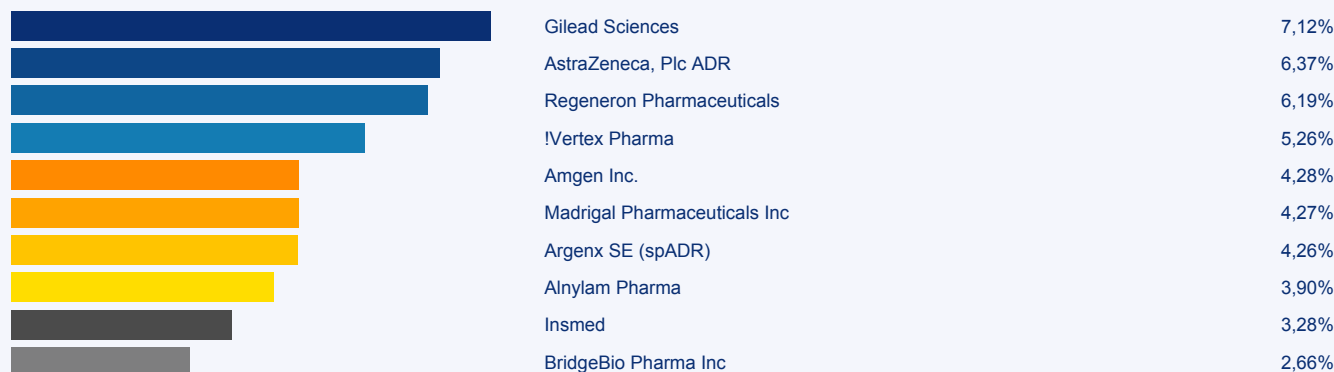 Gilead Sciences 7,12%
AstraZeneca, Plc ADR 6,37%
Regeneron Pharmaceuticals 6,19%
!Vertex Pharma 5,26%
Amgen Inc. 4,28%
Madrigal Pharmaceuticals Inc 4,27%
Argenx SE (spADR) 4,26%
Alnylam Pharma 3,90%
Insmed 3,28%
BridgeBio Pharma Inc 2,66%